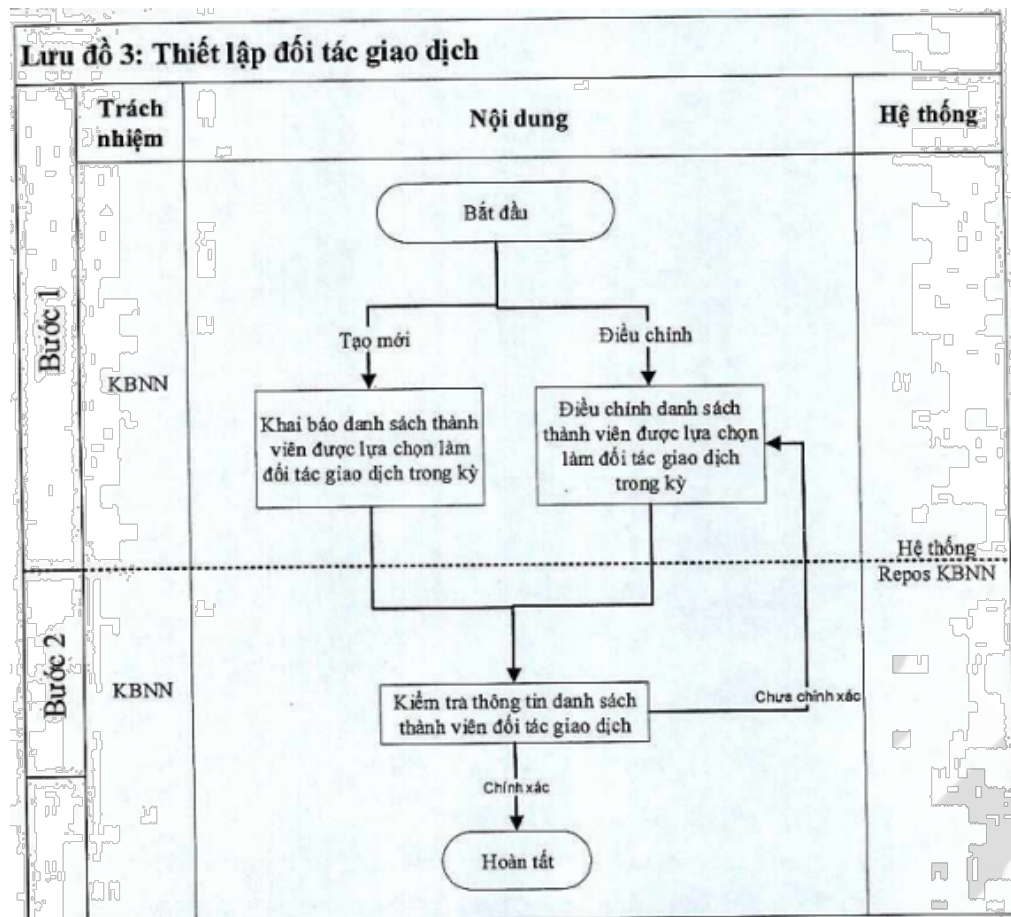 Lưu đồ 3: Thiết lập đối tác giao dịch
Trách
nhiệm
Nội dung
Hệ thống
Bước 1
KBNN
Bắt đầu
Tạo mới
Điều chỉnh
Khai báo danh sách thành
viên được lựa chọn làm
đối tác giao dịch trong kỳ
Điều chỉnh danh sách
thành viên được lựa chọn
làm đối tác giao dịch
trong kỳ
Hệ thống
Repos KBNN
Bước 2
KBNN
Kiểm tra thông tin danh sách
thành viên đối tác giao dịch
Chưa chính xác
Chính xác
Hoàn tất